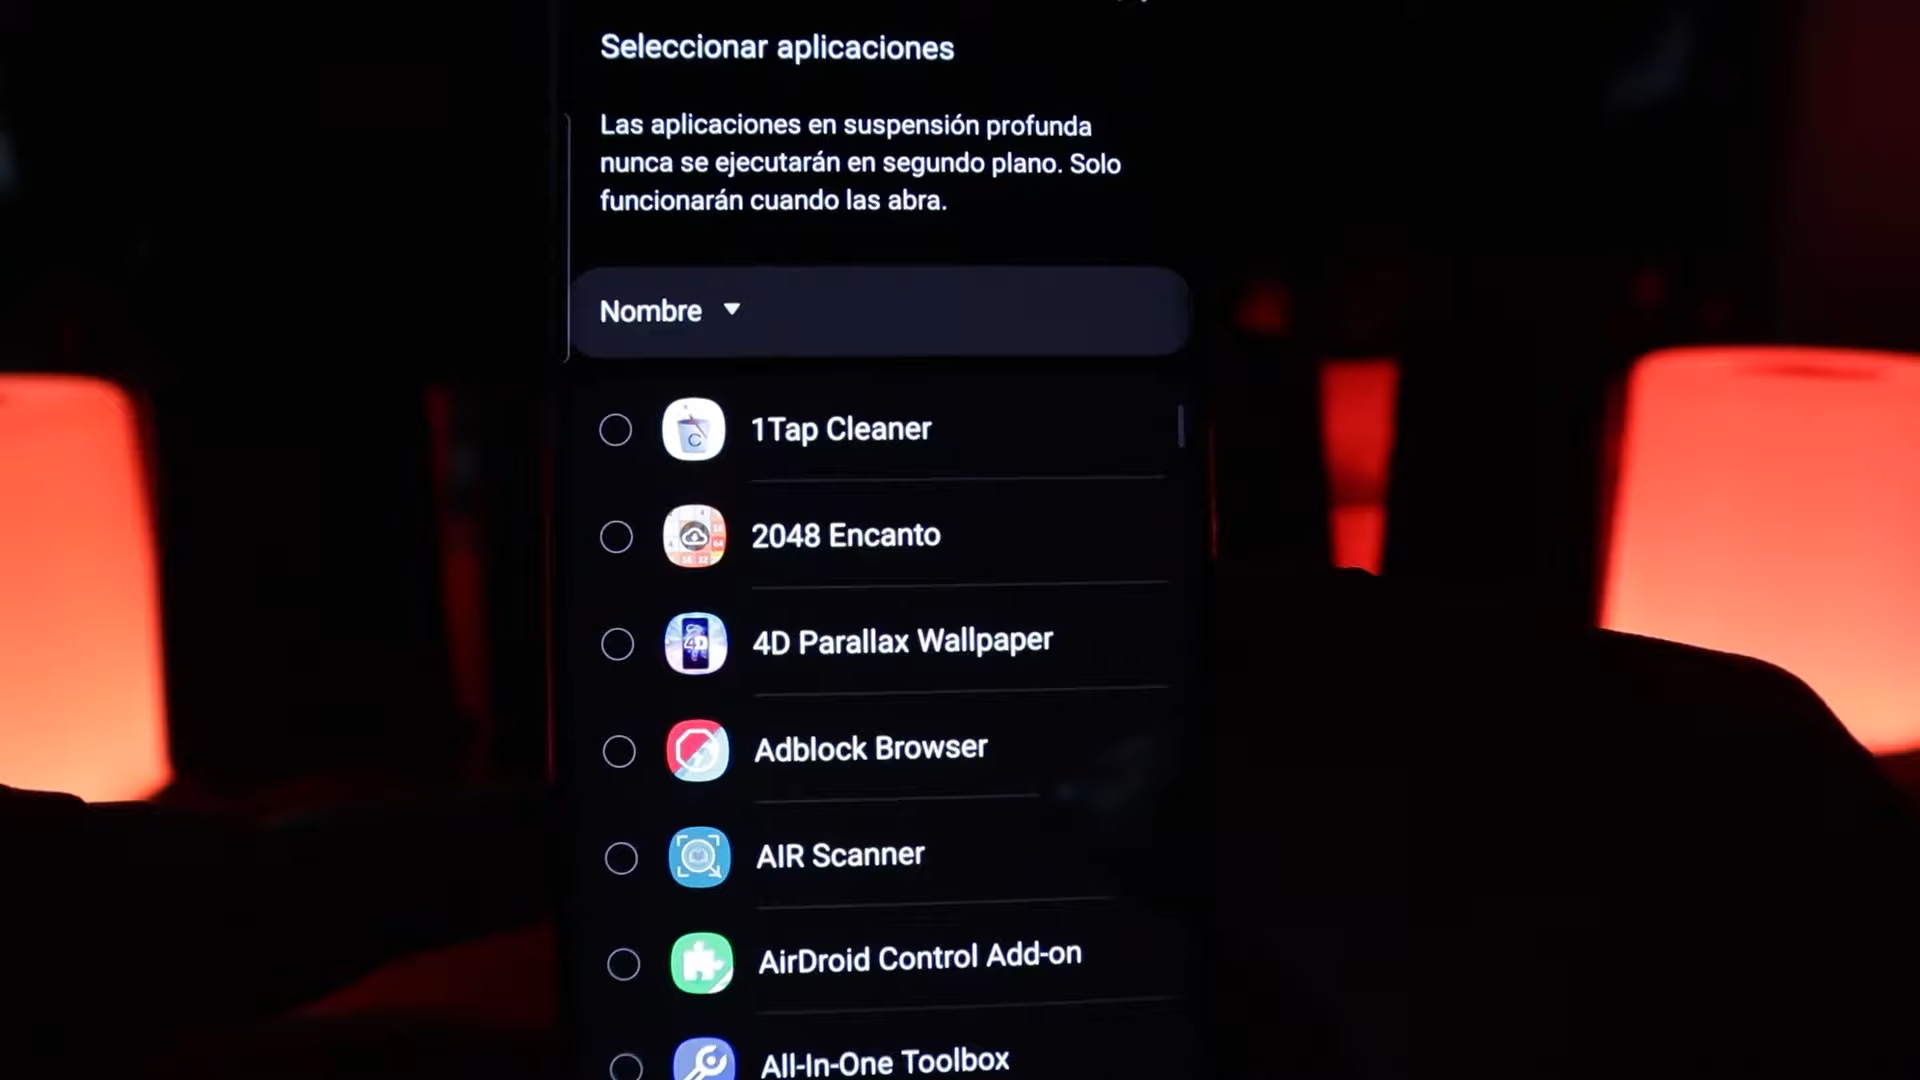 Seleccionar aplicaciones
Las aplicaciones en suspensión profunda
nunca se ejecutarán en segundo plano. Solo
funcionarán cuando las abra.
Nombre
1Tap Cleaner
2048 Encanto
4D Parallax Wallpaper
Adblock Browser
AIR Scanner
AirDroid Control Add-on
All-In-One Toolbox